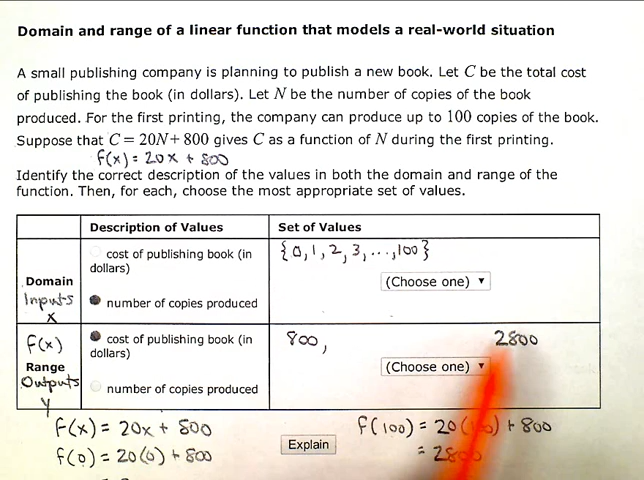 Domain and range of a linear function that models a real-world situation
A small publishing company is planning to publish a new book. Let C be the total cost
of publishing the book (in dollars). Let N be the number of copies of the book
produced. For the first printing, the company can produce up to 100 copies of the book.
Suppose that C = 20N + 800 gives C as a function of N during the first printing.
f(x) = 20x + 800
Identify the correct description of the values in both the domain and range of the
function. Then, for each, choose the most appropriate set of values.
Description of Values
Set of Values
Domain
Inputs
x
cost of publishing book (in
dollars)
number of copies produced
{0, 1, 2, 3, ..., 100}
(Choose one)
f(x)
Range
Outputs
y
cost of publishing book (in
dollars)
number of copies produced
800,
2800
(Choose one)
f(x) = 20x + 800
f(0) = 20(0) + 800
Explain
f(100) = 20( ) + 800